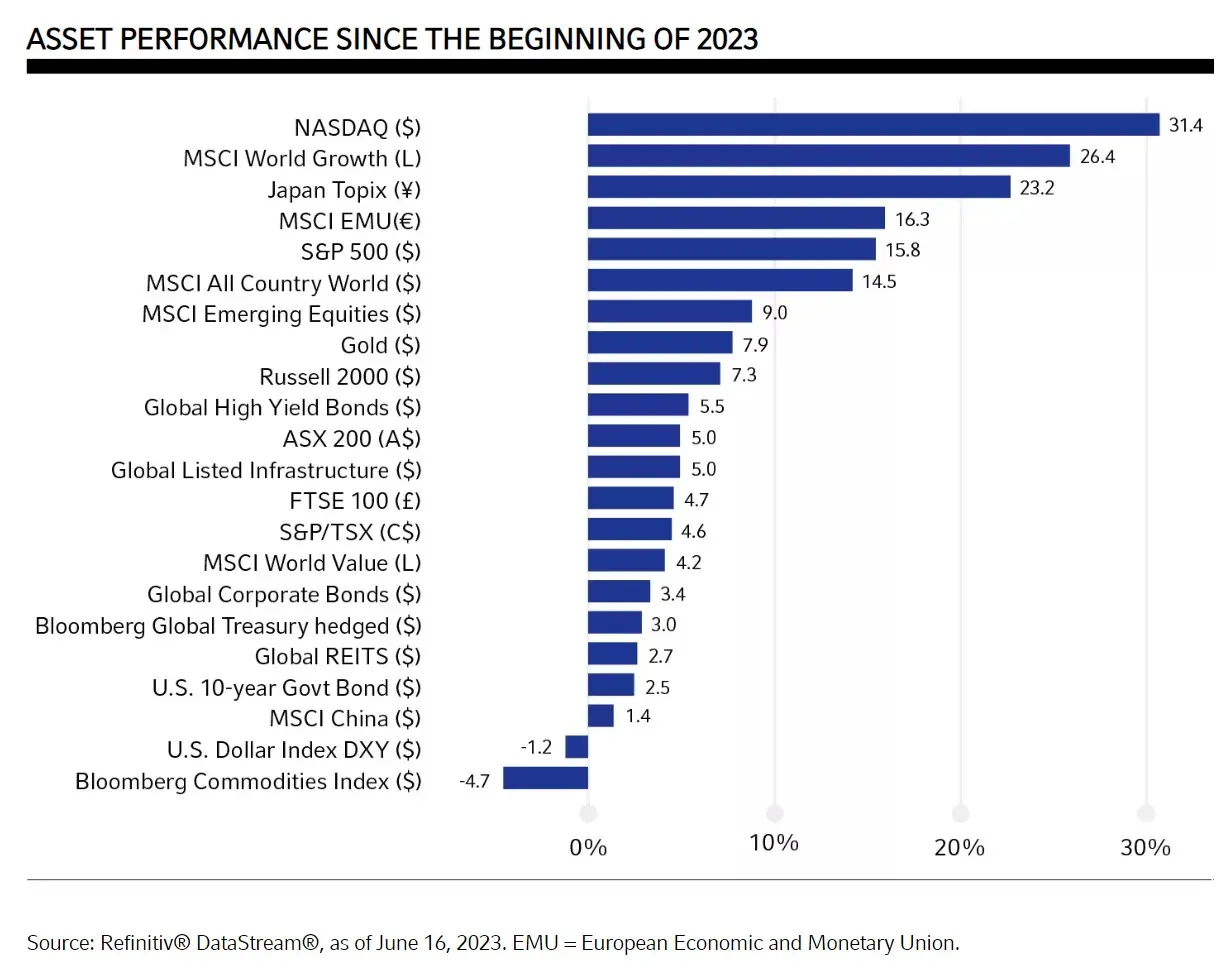 ASSET PERFORMANCE SINCE THE BEGINNING OF 2023
NASDAQ ($) 31.4
MSCI World Growth (L) 26.4
Japan Topix (¥) 23.2
MSCI EMU(€) 16.3
S&P 500 ($) 15.8
MSCI All Country World ($) 14.5
MSCI Emerging Equities ($) 9.0
Gold ($) 7.9
Russell 2000 ($) 7.3
Global High Yield Bonds ($) 5.5
ASX 200 (A$) 5.0
Global Listed Infrastructure ($) 5.0
FTSE 100 (£) 4.7
S&P/TSX (C$) 4.6
MSCI World Value (L) 4.2
Global Corporate Bonds ($) 3.4
Bloomberg Global Treasury hedged ($) 3.0
Global REITS ($) 2.7
U.S. 10-year Govt Bond ($) 2.5
MSCI China ($) 1.4
U.S. Dollar Index DXY ($) -1.2
Bloomberg Commodities Index ($) -4.7
0% 10% 20% 30%
Source: Refinitiv® DataStream®, as of June 16, 2023. EMU = European Economic and Monetary Union.